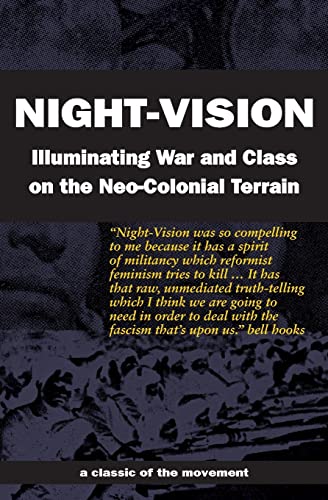 NIGHT-VISION
Illuminating War and Class
on the Neo-Colonial Terrain
“Night-Vision was so compelling
to me because it has a spirit
of militancy which reformist
feminism tries to kill ... It has
that raw, unmediated truth-telling
which I think we are going to
need in order to deal with the
fascism that’s upon us.” bell hooks
a classic of the movement